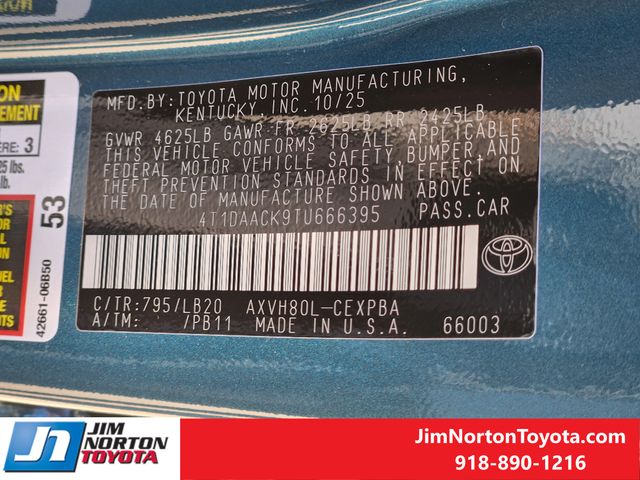 MFD. BY: TOYOTA MOTOR MANUFACTURING,
KENTUCKY, INC. 10/25
GVWR 4625LB GAWR FR 2625LB RR 2425LB
THIS VEHICLE CONFORMS TO ALL APPLICABLE
FEDERAL MOTOR VEHICLE SAFETY, BUMPER AND
THEFT PREVENTION STANDARDS IN EFFECT ON
THE DATE OF MANUFACTURE SHOWN ABOVE.
4T1DAACK9TU666395 PASS.CAR
C/TR:795/LB20 AXVH80L-CEXPBA
A/TM: /PB11 MADE IN U.S.A. 66003
53
42661-06B50
JIM
NORTON
TOYOTA
JimNortonToyota.com
918-890-1216